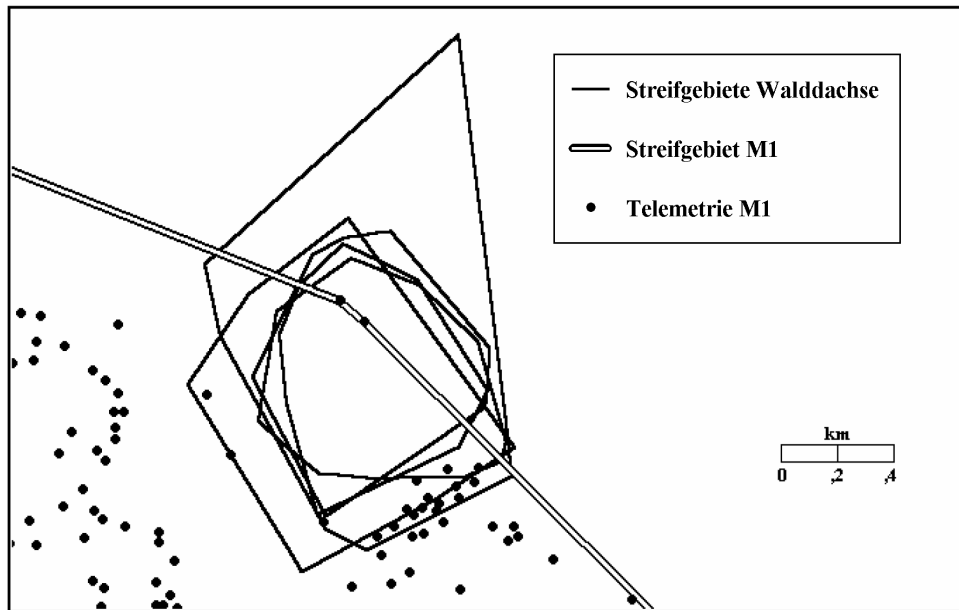 Streifgebiete Walddachse
Streifgebiet M1
Telemetrie M1
km
0 ,2 ,4